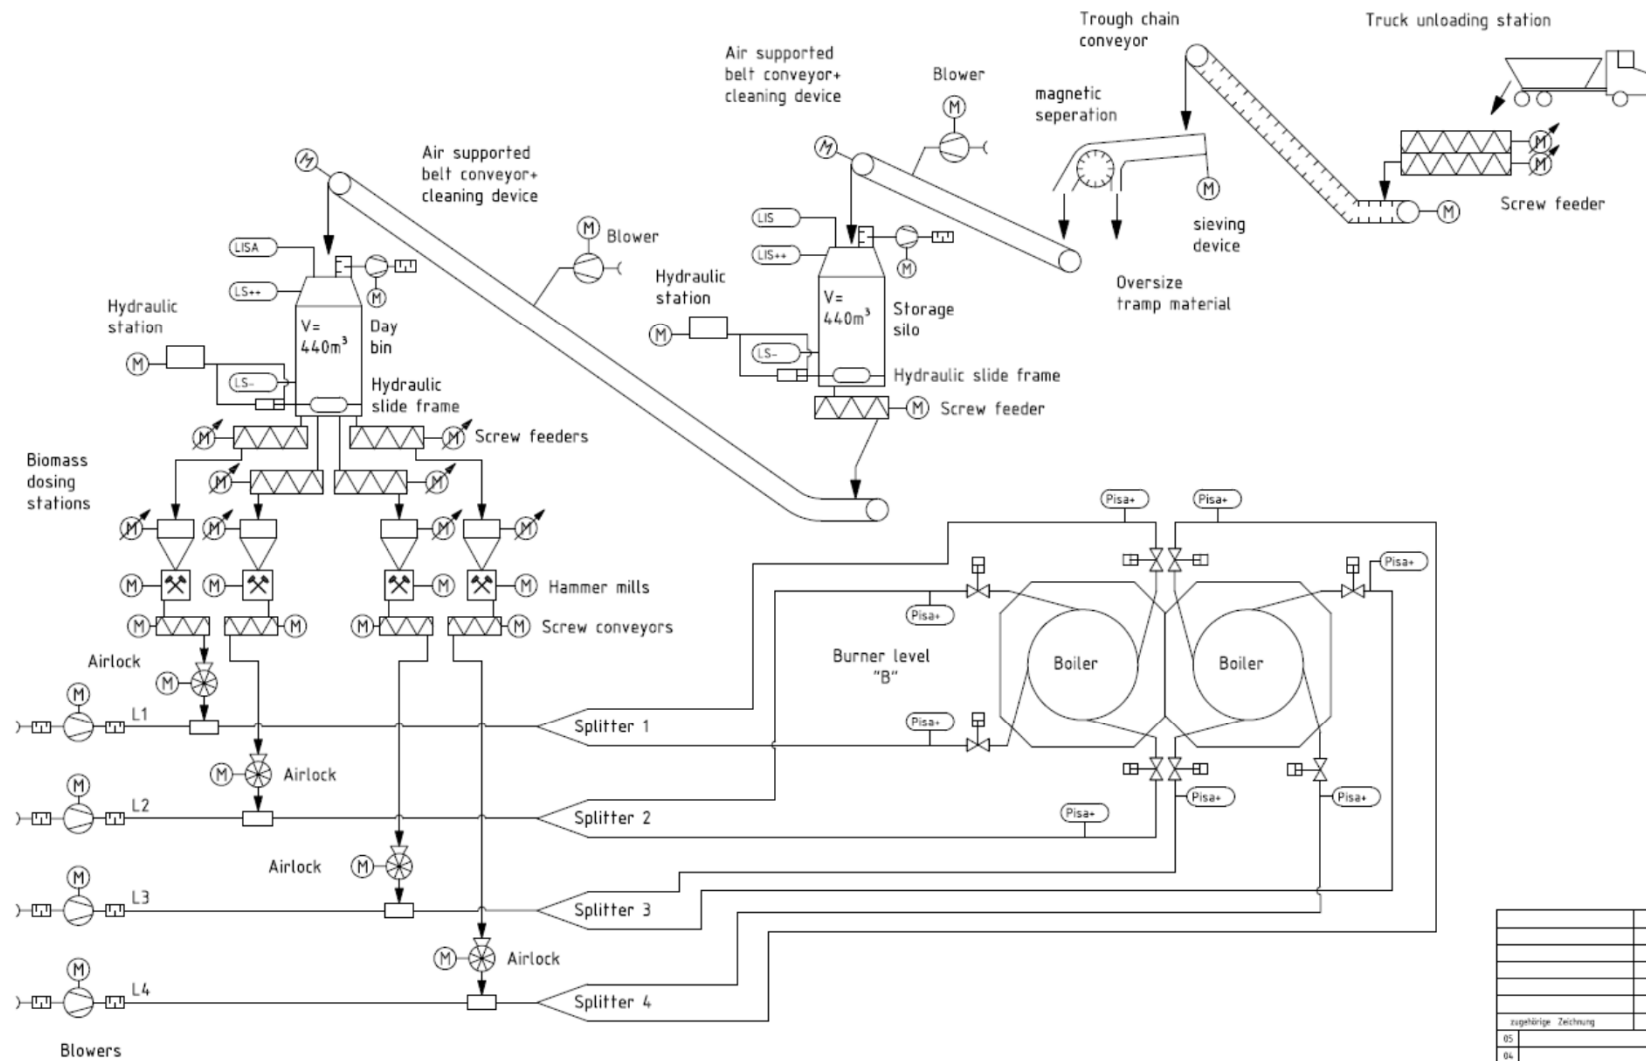 Trough chain
conveyor
Truck unloading station
Air supported
belt conveyor+
cleaning device
Blower
M
magnetic
seperation
M
M
M
Screw feeder
M
M
sieving
device
Oversize
tramp material
M
Air supported
belt conveyor+
cleaning device
M
Blower
LIS
LIS++
M
Hydraulic
station
M
V=
440m³
Storage
silo
LS-
Hydraulic slide frame
M
Screw feeder
LISA
LS++
M
Hydraulic
station
M
V=
440m³
Day
bin
LS-
Hydraulic
slide frame
M
M
Screw feeders
M
M
Biomass
dosing
stations
M
M
M
M
M
M
M
M
Hammer mills
M
M
M
M
Screw conveyors
Pisa+
Pisa+
Pisa+
Pisa+
Burner level
"B"
Boiler
Boiler
Pisa+
Pisa+
Pisa+
Pisa+
Airlock
M
M
L1
Splitter 1
M
Airlock
M
L2
Splitter 2
Airlock
M
M
L3
Splitter 3
M
Airlock
M
L4
Splitter 4
Blowers
zugehörige Zeichnung
05
04